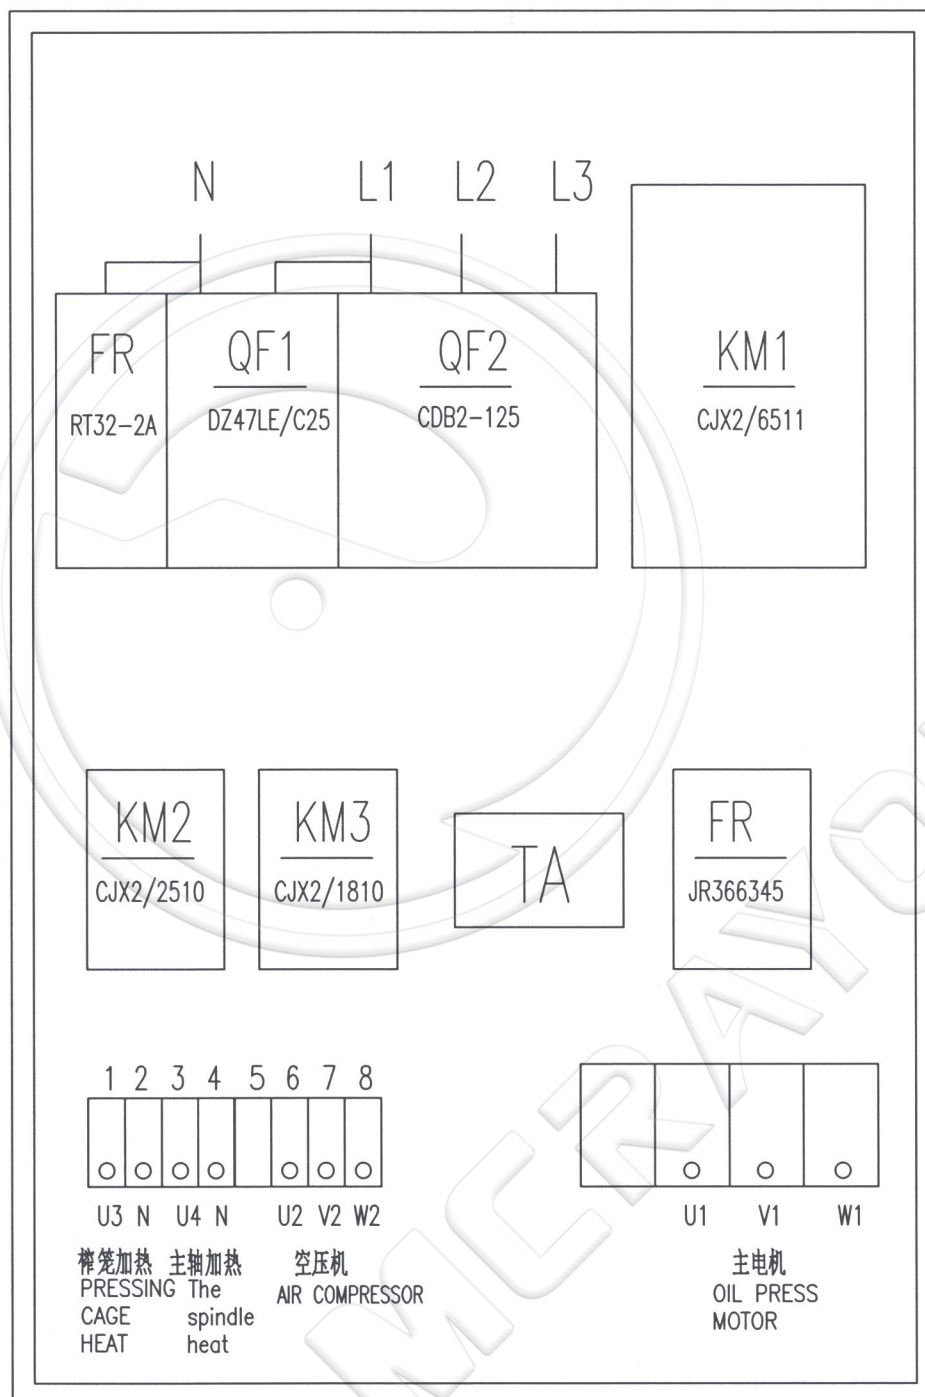 N L1 L2 L3
FR QF1 QF2 KM1
RT32-2A DZ47LE/C25 CDB2-125 CJX2/6511
KM2 KM3 TA FR
CJX2/2510 CJX2/1810 JR366345
1 2 3 4 5 6 7 8
U3 N U4 N U2 V2 W2 U1 V1 W1
榨笼加热 主轴加热 空压机 主电机
PRESSING The AIR COMPRESSOR OIL PRESS
CAGE spindle MOTOR
HEAT heat
MCRAYO